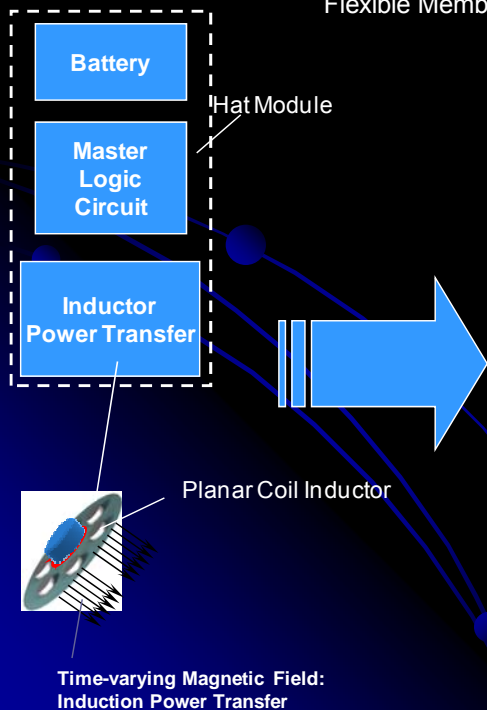 Flexible Memb
Battery
Hat Module
Master
Logic
Circuit
Inductor
Power Transfer
Planar Coil Inductor
Time-varying Magnetic Field:
Induction Power Transfer